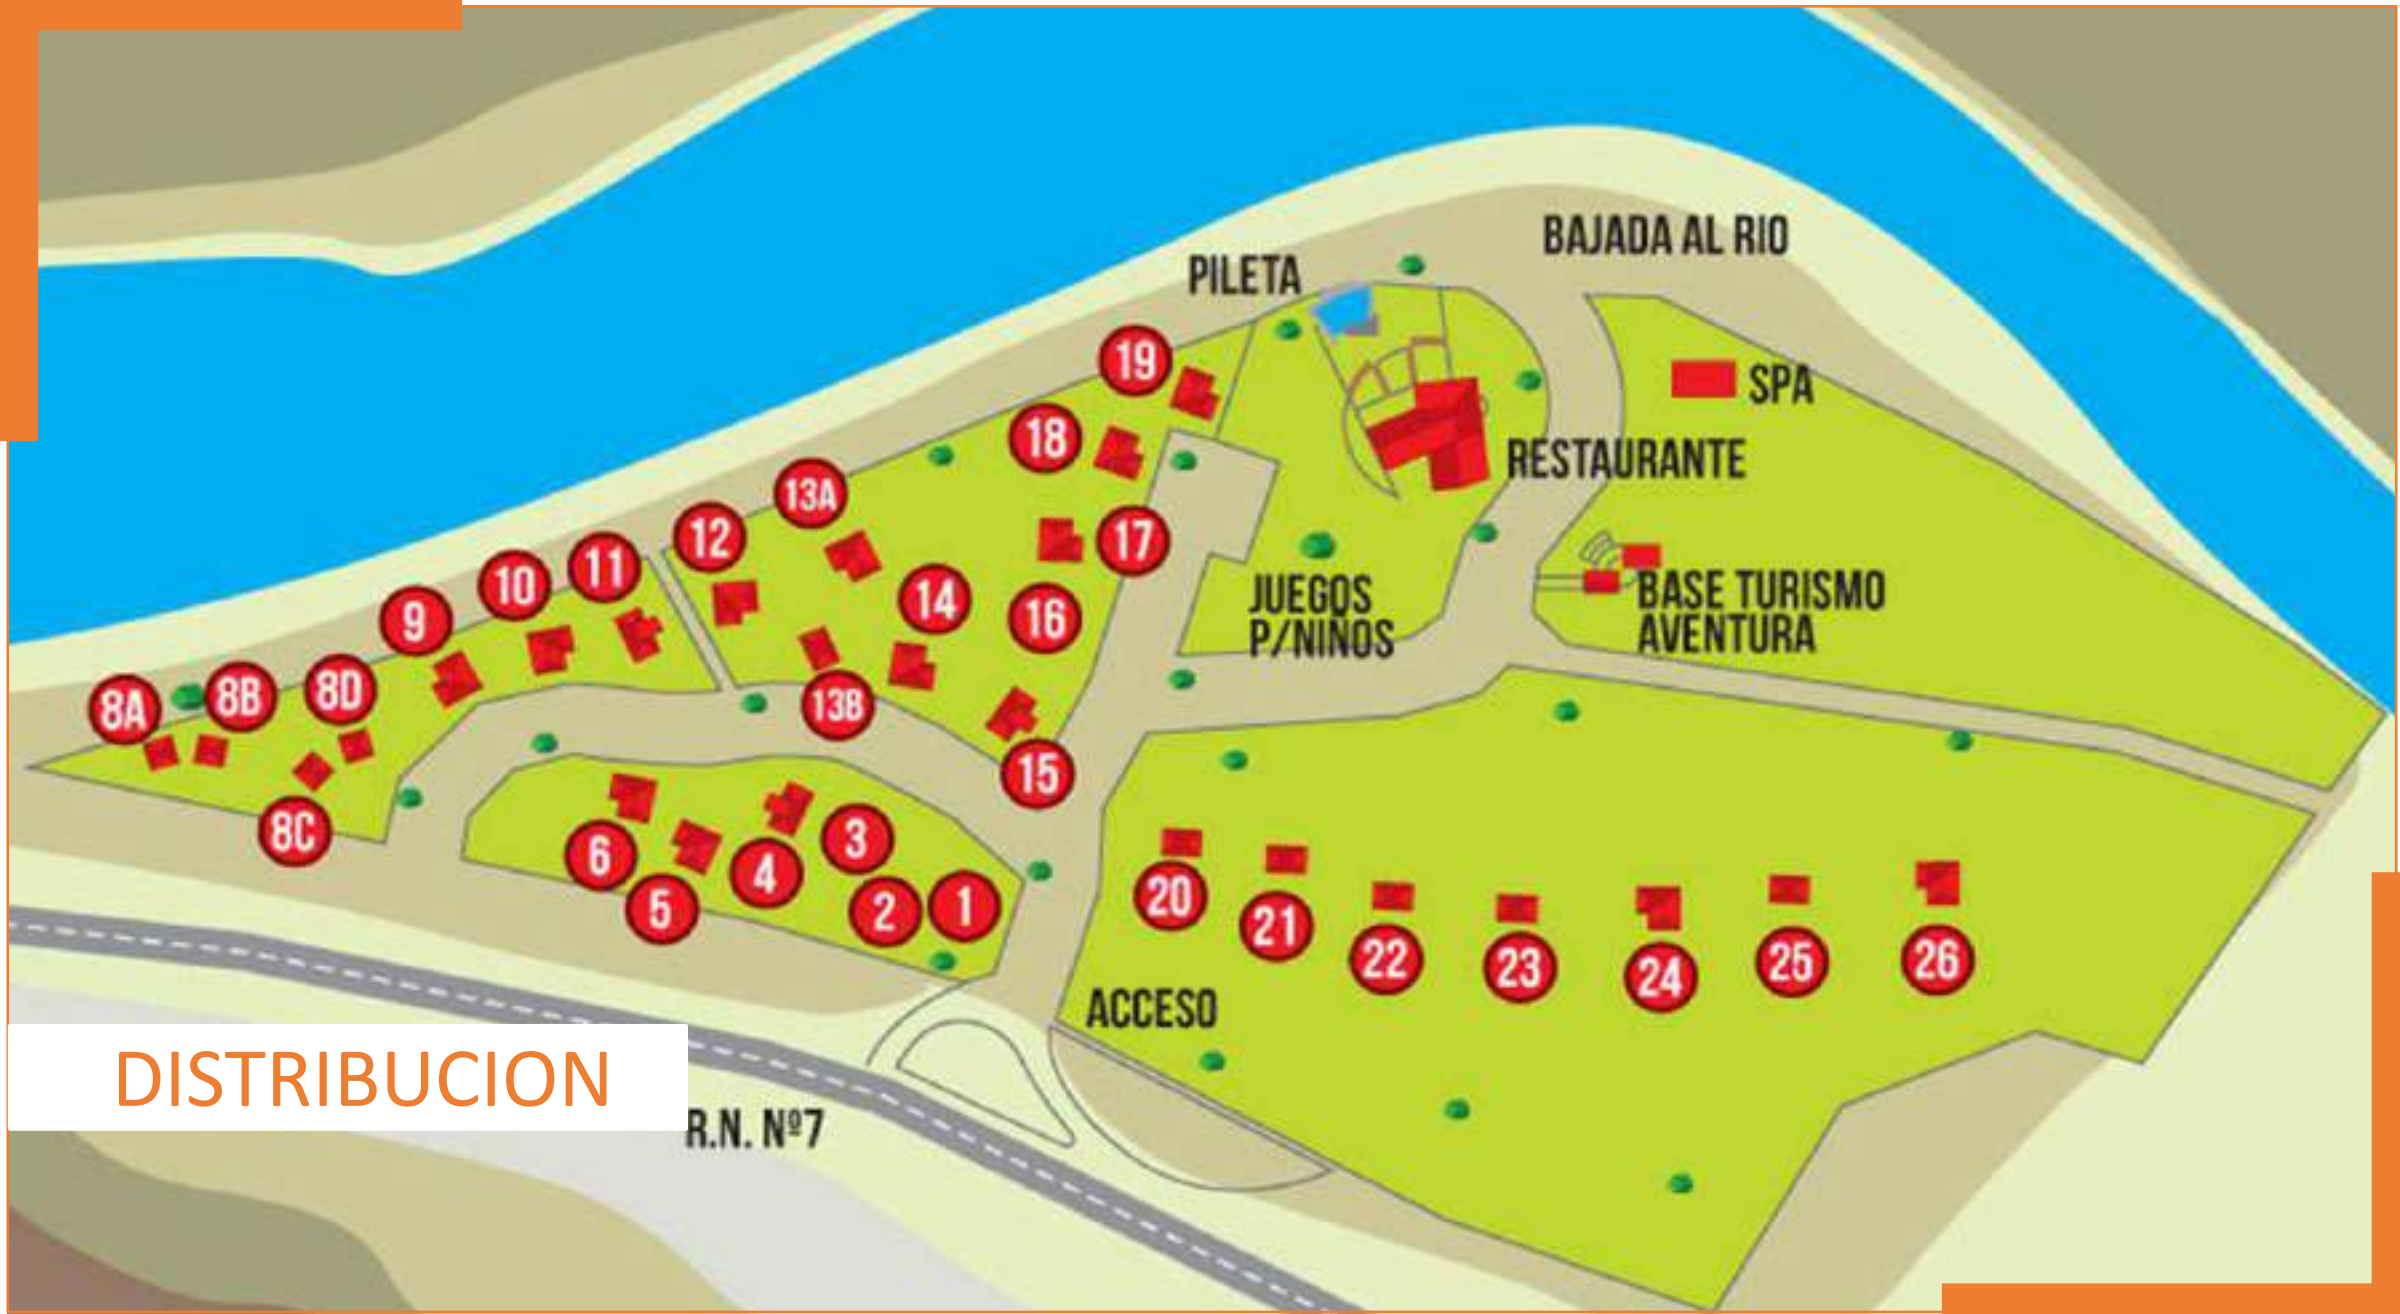 BAJADA AL RIO
PILETA
19
SPA
18
RESTAURANTE
13A
12
17
11
10
BASE TURISMO
AVENTURA
JUEGOS
P/NIÑOS
14
16
9
8A
8B
8D
13B
15
8C
6
4
3
5
2
1
20
21
22
23
24
25
26
ACCESO
DISTRIBUCION
R.N. Nº7